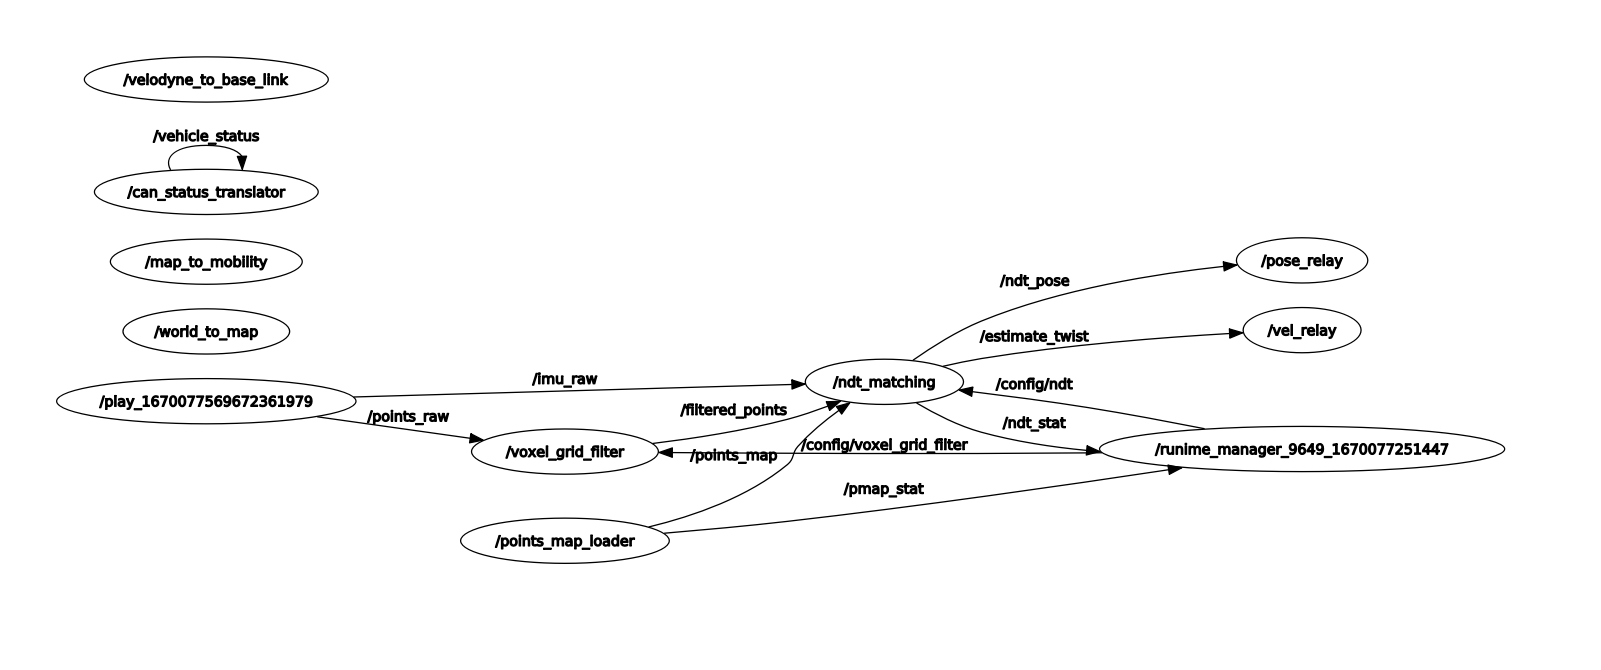 /velodyne_to_base_link
/vehicle_status
/can_status_translator
/map_to_mobility
/world_to_map
/play_1670077569672361979
/imu_raw
/points_raw
/voxel_grid_filter
/filtered_points
/points_map
/config/voxel_grid_filter
/points_map_loader
/pmap_stat
/ndt_matching
/ndt_pose
/estimate_twist
/config/ndt
/ndt_stat
/pose_relay
/vel_relay
/runime_manager_9649_1670077251447